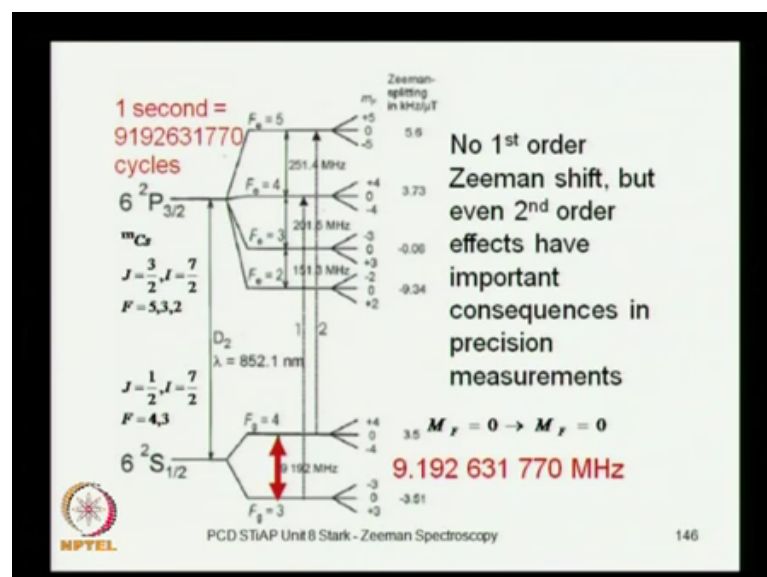 1 second =
9192631770
cycles
Zeeman-
splitting
in kHz/μT
m_F
F_e = 5
+5
0
-5
5.6
251.4 MHz
6 ²P₃/₂
F_e = 4
+4
0
-4
3.73
201.5 MHz
F_e = 3
-3
0
+3
151.3 MHz
F_e = 2
-2
0
+2
-9.34
J = 3/2, I = 7/2
F = 5,3,2
No 1st order
Zeeman shift, but
even 2nd order
effects have
important
consequences in
precision
measurements
D₂
λ = 852.1 nm
1
2
J = 1/2, I = 7/2
F = 4,3
F_g = 4
+4
0
-4
3.5
M_F = 0 → M_F = 0
6 ²S₁/₂
9 192 MHz
9.192 631 770 MHz
F_g = 3
-3
0
+3
-3.51
NPTEL
PCD STiAP Unit 8 Stark - Zeeman Spectroscopy
146